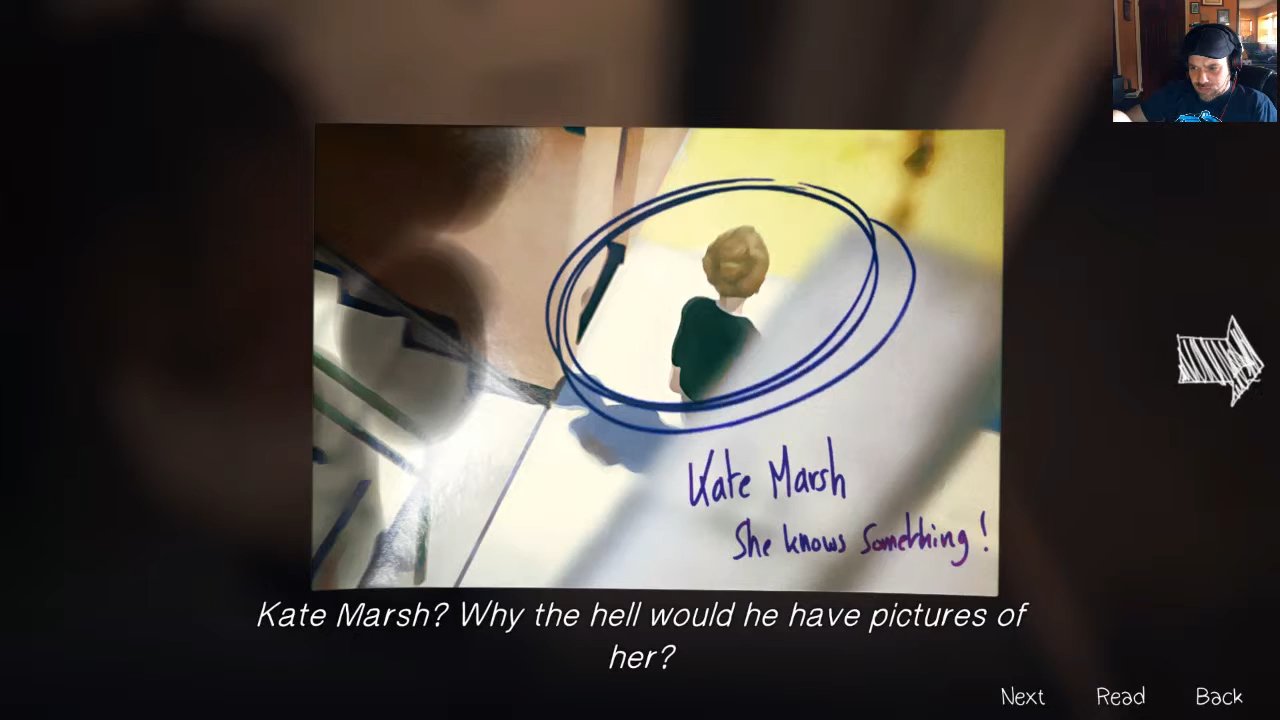 Kate Marsh
She knows something!
Kate Marsh? Why the hell would he have pictures of
her?
Next Read Back